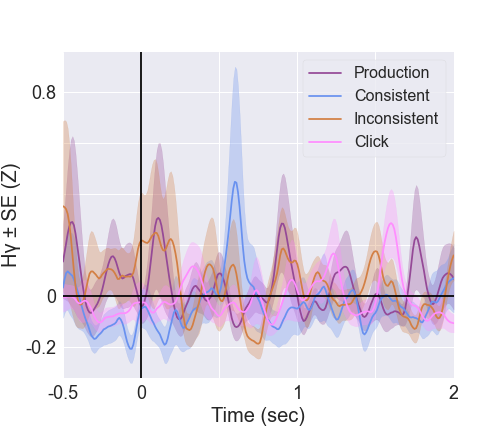 Production
Consistent
Inconsistent
Click
Hγ ± SE (Z)
0.8
0
-0.2
-0.5
0
1
2
Time (sec)